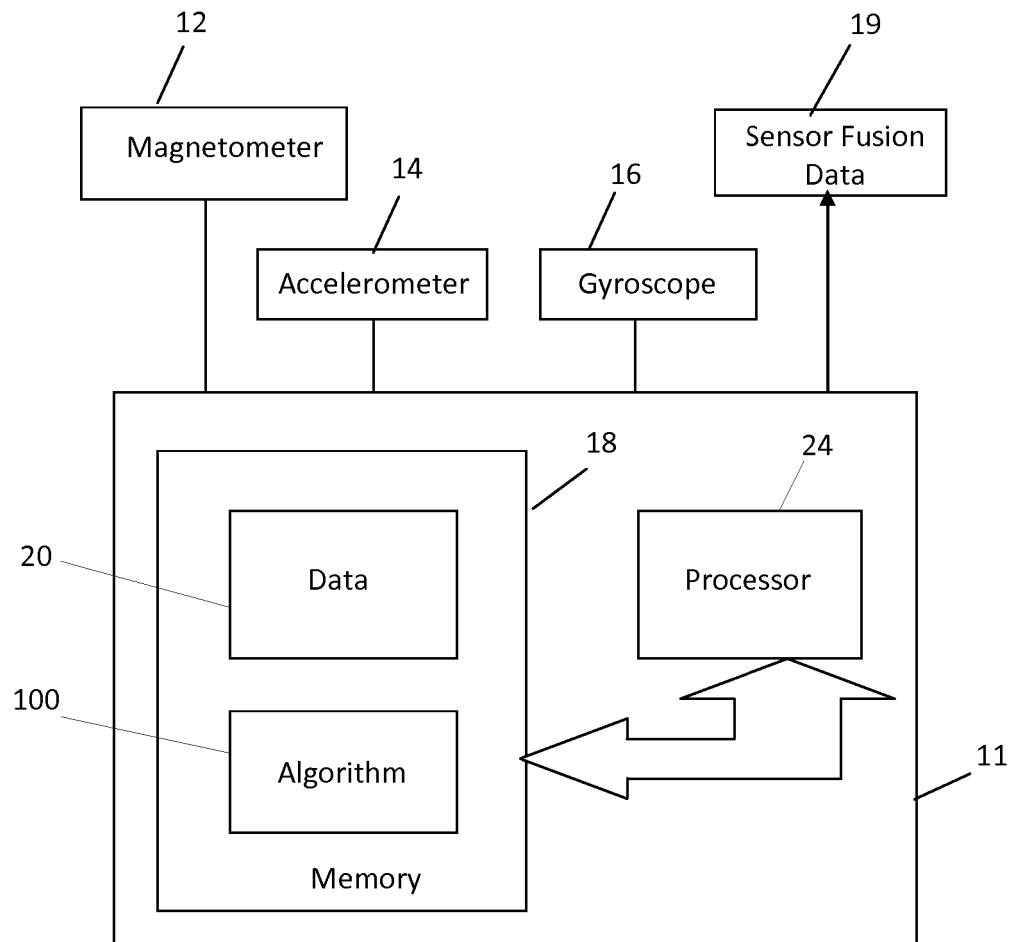 12
19
Magnetometer
Sensor Fusion
Data
14
16
Accelerometer
Gyroscope
18
24
20
Data
Processor
100
Algorithm
11
Memory